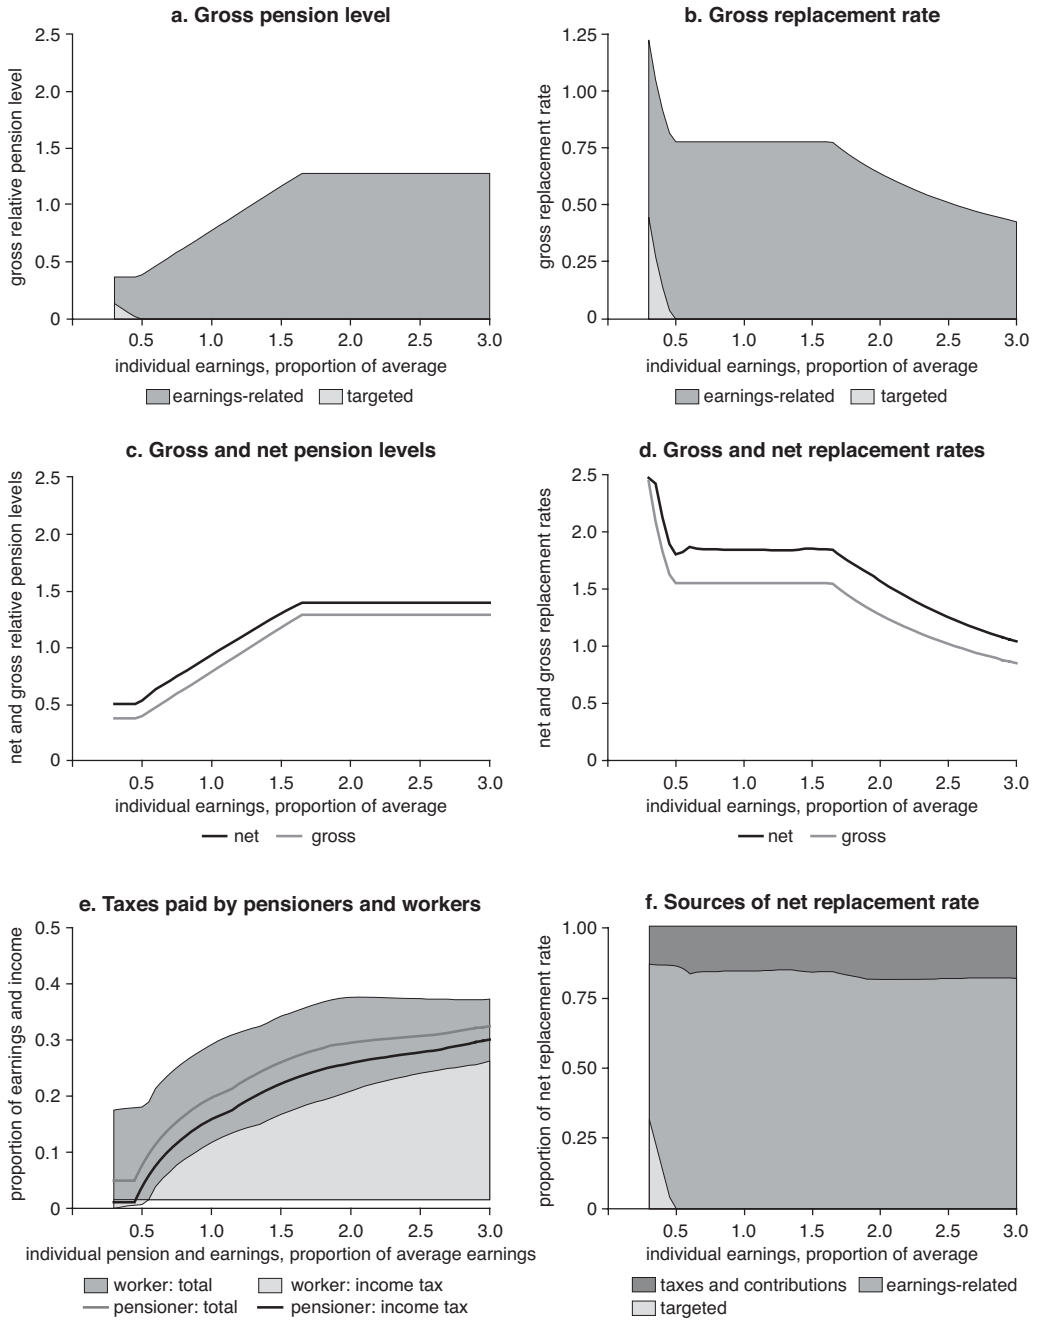 a. Gross pension level
gross relative pension level
2.5
2.0
1.5
1.0
0.5
0
0.5 1.0 1.5 2.0 2.5 3.0
individual earnings, proportion of average
earnings-related targeted
b. Gross replacement rate
gross replacement rate
1.25
1.00
0.75
0.50
0.25
0
0.5 1.0 1.5 2.0 2.5 3.0
individual earnings, proportion of average
earnings-related targeted
c. Gross and net pension levels
net and gross relative pension levels
2.5
2.0
1.5
1.0
0.5
0
0.5 1.0 1.5 2.0 2.5 3.0
individual earnings, proportion of average
net gross
d. Gross and net replacement rates
net and gross replacement rates
2.5
2.0
1.5
1.0
0.5
0
0.5 1.0 1.5 2.0 2.5 3.0
individual earnings, proportion of average
net gross
e. Taxes paid by pensioners and workers
proportion of earnings and income
0.5
0.4
0.3
0.2
0.1
0
0.5 1.0 1.5 2.0 2.5 3.0
individual pension and earnings, proportion of average earnings
worker: total worker: income tax
pensioner: total pensioner: income tax
f. Sources of net replacement rate
proportion of net replacement rate
1.00
0.75
0.50
0.25
0
0.5 1.0 1.5 2.0 2.5 3.0
individual earnings, proportion of average
taxes and contributions earnings-related
targeted